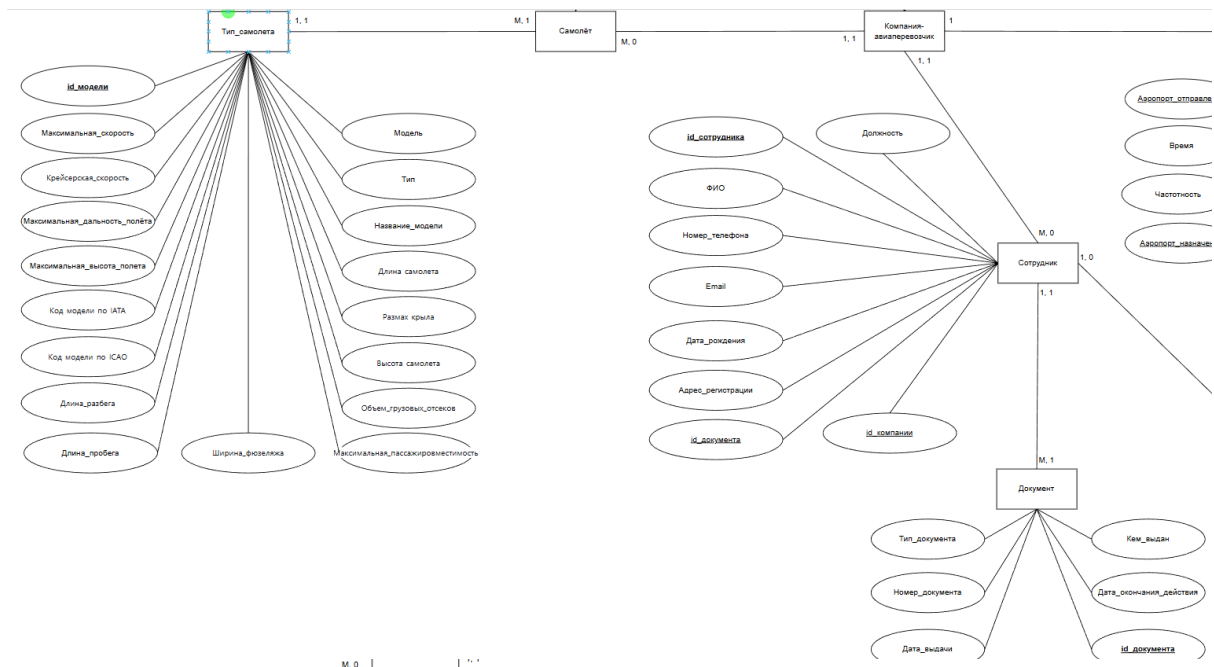 Тип_самолета
1, 1
М, 1
Самолёт
М, 0
1, 1
Компания-
авиаперевозчик
1
1, 1
id_модели
Максимальная_скорость
Крейсерская_скорость
Максимальная_дальность_полёта
Максимальная_высота_полета
Код модели по IATA
Код модели по ICAO
Длина_разбега
Длина_пробега
Ширина_фюзеляжа
Модель
Тип
Название_модели
Длина самолета
Размах крыла
Высота самолета
Объем_грузовых_отсеков
Максимальная_пассажировместимость
id_сотрудника
Должность
ФИО
Номер_телефона
Email
Дата_рождения
Адрес_регистрации
id_документа
id_компании
М, 0
Сотрудник
1, 0
1, 1
Аэропорт_отправле
Время
Частотность
Аэропорт_назначен
М, 1
Документ
Тип_документа
Кем_выдан
Номер_документа
Дата_окончания_действия
Дата_выдачи
id_документа
М, 0